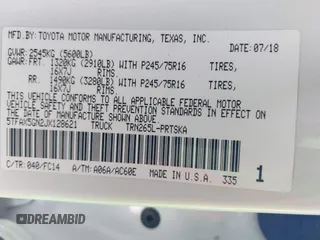 MFD.BY:TOYOTA MOTOR MANUFACTURING, TEXAS, INC.
GVWR:2545KG (5600LB) DATE: 07/18
GAWR: FRT. 1320KG (2910LB) WITH P245/75R16 TIRES,
16X7J RIMS
RR. 1490KG (3280LB) WITH P245/75R16 TIRES,
16X7J RIMS
THIS VEHICLE CONFORMS TO ALL APPLICABLE FEDERAL MOTOR
VEHICLE SAFETY AND THEFT PREVENTION STANDARDS IN EFFECT ON
THE DATE OF MANUFACTURE SHOWN ABOVE.
5TFAX5GN2JX128621 TRUCK TRN265L-PRTSKA
C/TR: 040/FC14 A/TM: A06A/AC60E MADE IN U.S.A. 335 1
DEALERSHIP.CC